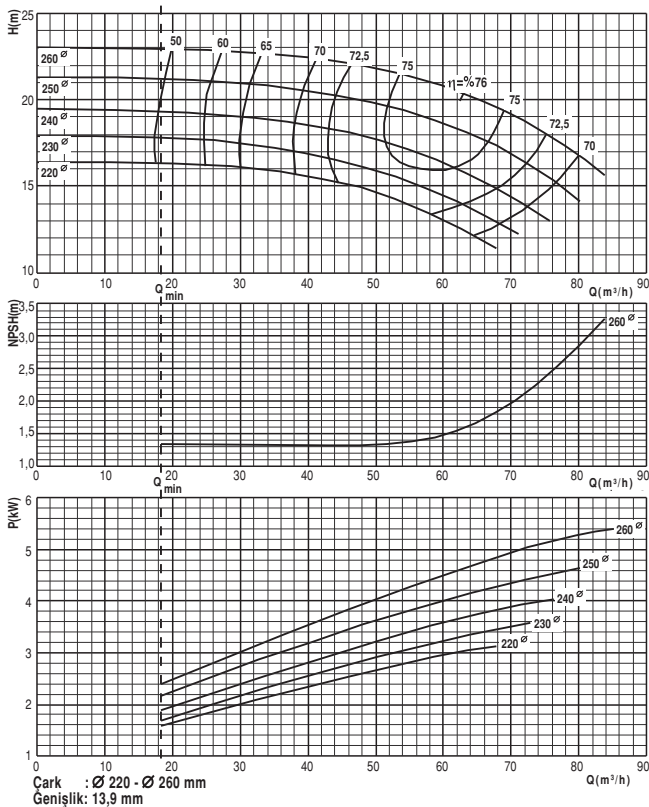 H(m)
25
20
15
10
50
60
65
70
72,5
75
η=%76
75
72,5
70
260 Ø
250 Ø
240 Ø
230 Ø
220 Ø
0 10 20 30 40 50 60 70 80 90
Q min
Q(m³/h)
NPSH(m)
3,5
3,0
2,5
2,0
1,5
1,0
260 Ø
0 10 20 30 40 50 60 70 80 90
Q min
Q(m³/h)
P(kW)
6
5
4
3
2
1
260 Ø
250 Ø
240 Ø
230 Ø
220 Ø
0 10 20 30 40 50 60 70 80 90
Q(m³/h)
Çark : Ø 220 - Ø 260 mm
Genişlik: 13,9 mm